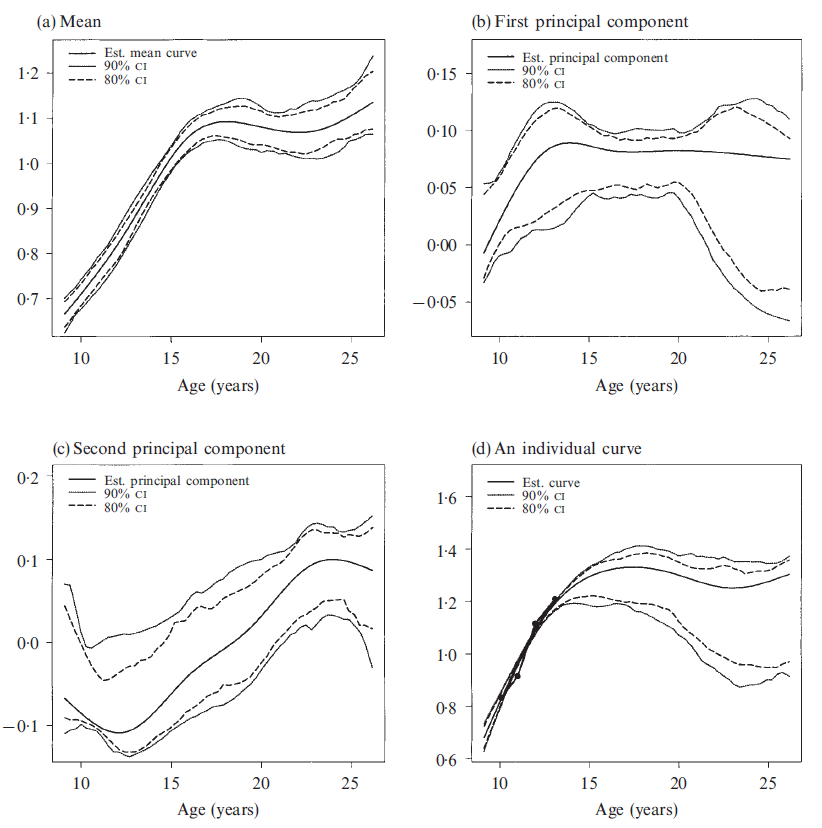 (a) Mean
Est. mean curve
90% CI
80% CI
1·2
1·1
1·0
0·9
0·8
0·7
10 15 20 25
Age (years)
(b) First principal component
Est. principal component
90% CI
80% CI
0·15
0·10
0·05
0·00
−0·05
10 15 20 25
Age (years)
(c) Second principal component
Est. principal component
90% CI
80% CI
0·2
0·1
0·0
−0·1
10 15 20 25
Age (years)
(d) An individual curve
Est. curve
90% CI
80% CI
1·6
1·4
1·2
1·0
0·8
0·6
10 15 20 25
Age (years)